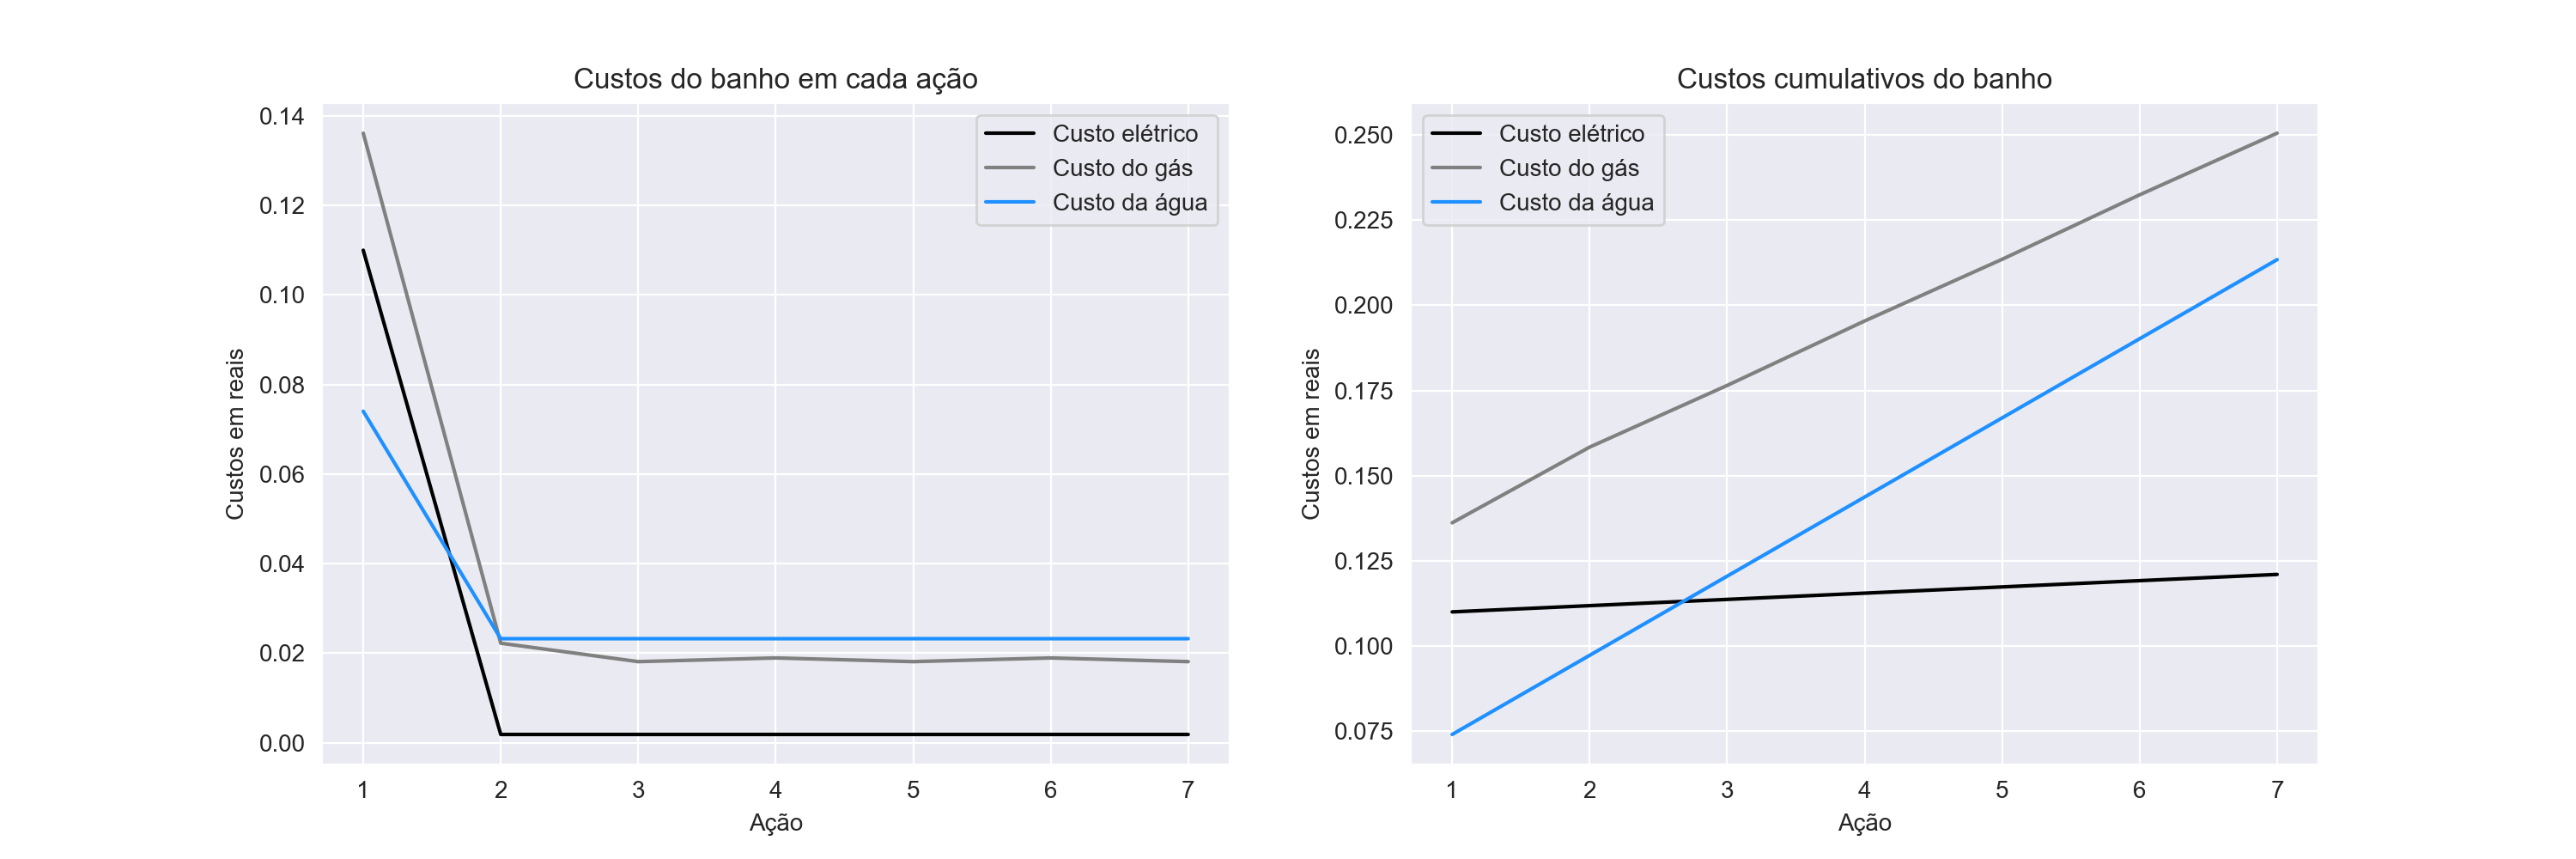 Custos do banho em cada ação
Custos em reais
0.14
0.12
0.10
0.08
0.06
0.04
0.02
0.00
Custo elétrico
Custo do gás
Custo da água
1 2 3 4 5 6 7
Ação
Custos cumulativos do banho
Custos em reais
0.250
0.225
0.200
0.175
0.150
0.125
0.100
0.075
Custo elétrico
Custo do gás
Custo da água
1 2 3 4 5 6 7
Ação